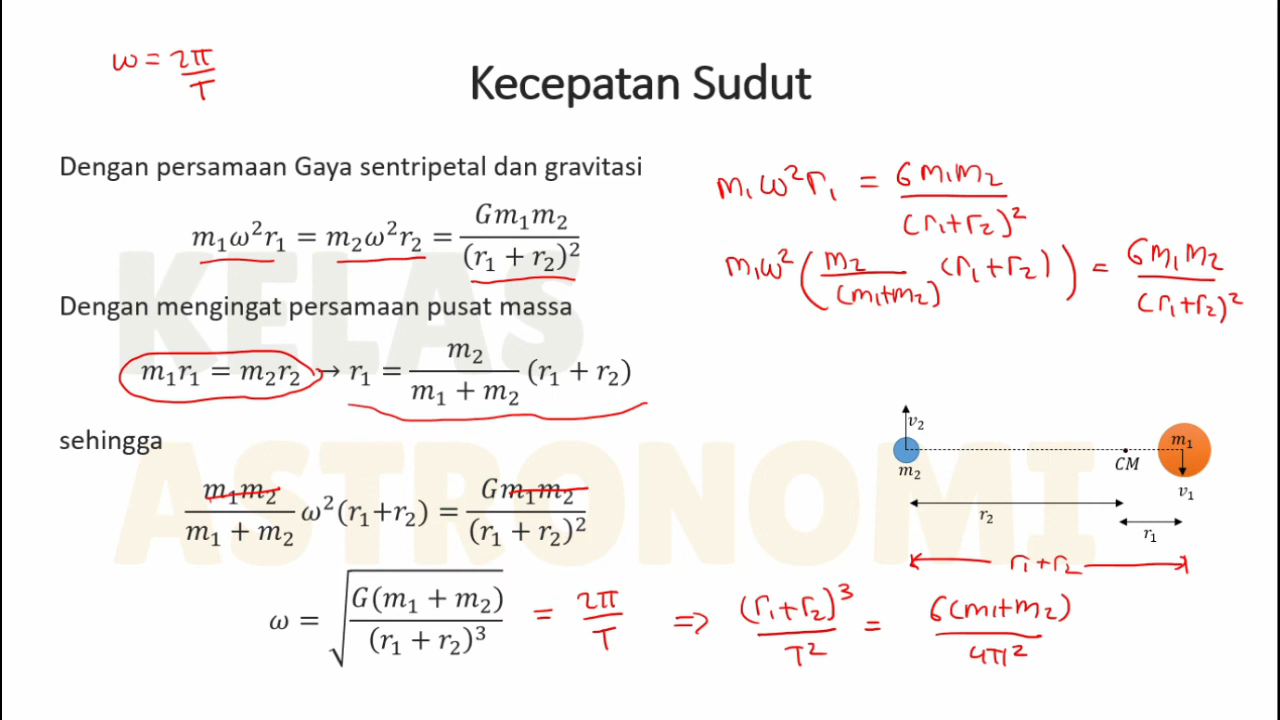 ω = 2π/T
Kecepatan Sudut
Dengan persamaan Gaya sentripetal dan gravitasi
m₁ω²r₁ = m₂ω²r₂ = Gm₁m₂/(r₁ + r₂)²
m₁ω²r₁ = Gm₁m₂/(r₁+r₂)²
m₁ω²(m₂/(m₁+m₂) (r₁+r₂)) = Gm₁m₂/(r₁+r₂)²
Dengan mengingat persamaan pusat massa
m₁r₁ = m₂r₂ → r₁ = m₂/(m₁ + m₂) (r₁ + r₂)
sehingga
m₁m₂/(m₁ + m₂) ω²(r₁+r₂) = Gm₁m₂/(r₁ + r₂)²
ω = √(G(m₁ + m₂)/(r₁ + r₂)³) = 2π/T ⇒ (r₁+r₂)³/T² = G(m₁+m₂)/4π²
v₂
m₁
m₂
CM
v₁
r₂
r₁
r₁+r₂
KELAS
ASTRONOMI